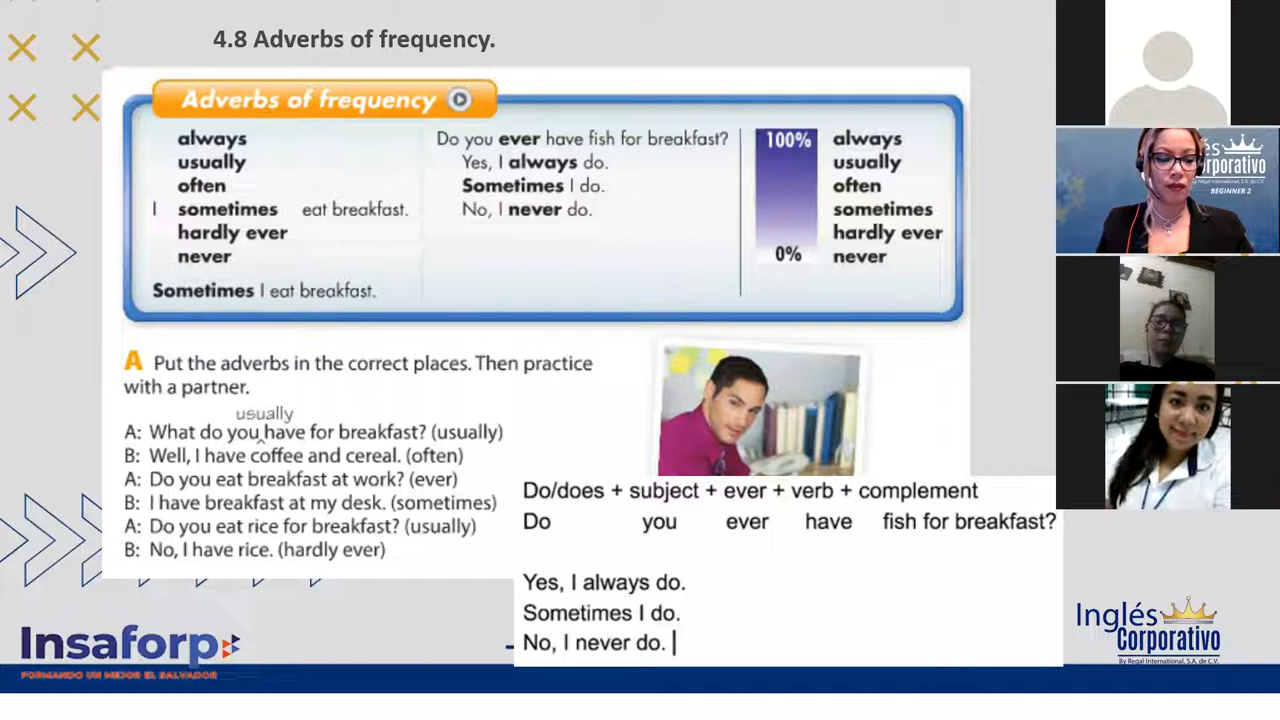 4.8 Adverbs of frequency.
Adverbs of frequency
always
usually
often
I sometimes eat breakfast.
hardly ever
never
Sometimes I eat breakfast.
Do you ever have fish for breakfast?
Yes, I always do.
Sometimes I do.
No, I never do.
100%
0%
always
usually
often
sometimes
hardly ever
never
A Put the adverbs in the correct places. Then practice
with a partner.
usually
A: What do you‸have for breakfast? (usually)
B: Well, I have coffee and cereal. (often)
A: Do you eat breakfast at work? (ever)
B: I have breakfast at my desk. (sometimes)
A: Do you eat rice for breakfast? (usually)
B: No, I have rice. (hardly ever)
Do/does + subject + ever + verb + complement
Do you ever have fish for breakfast?
Yes, I always do.
Sometimes I do.
No, I never do.
Insaforp
FORMANDO UN MEJOR EL SALVADOR
Inglés
Corporativo
By Regal International, S.A. de C.V.
és
Corporativo
By Regal International, S.A. de C.V.
BEGINNER 2